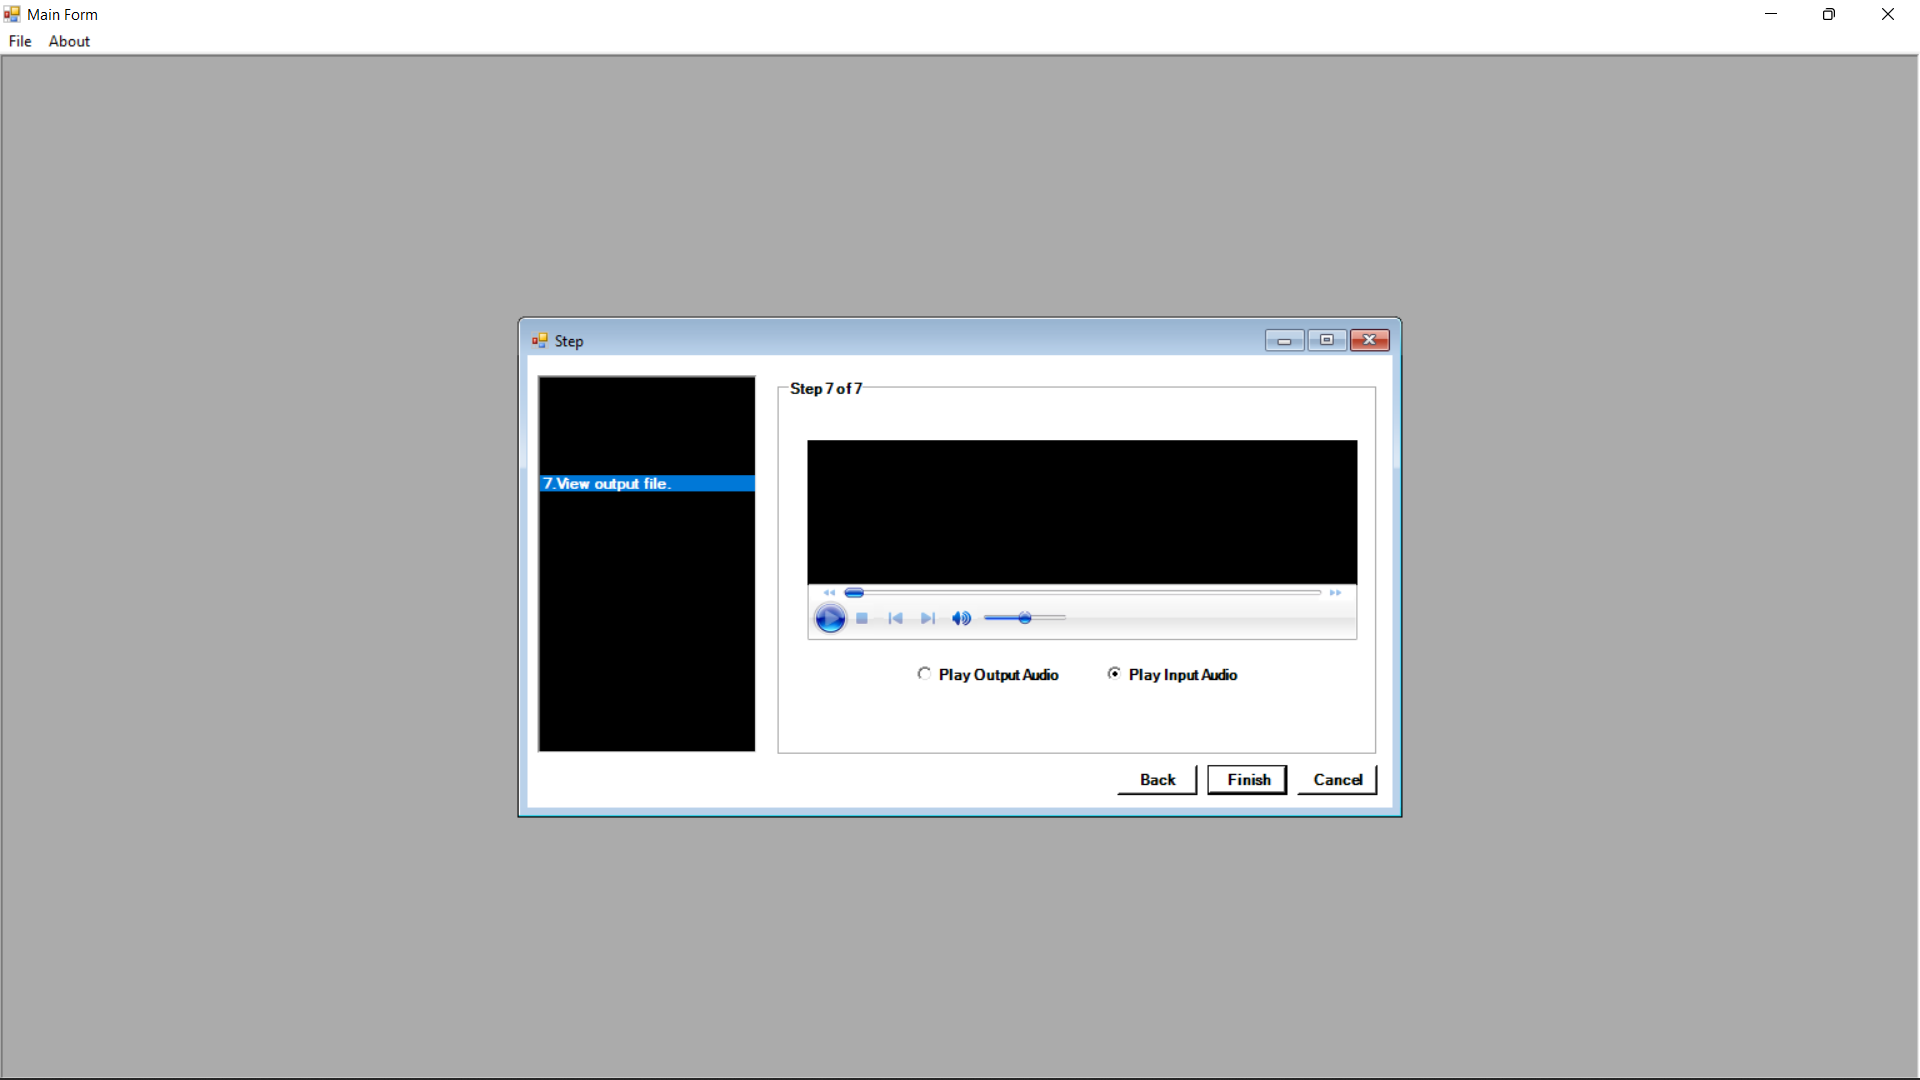 Main Form
File About
Step
Step 7 of 7
7.View output file.
Play Output Audio Play Input Audio
Back Finish Cancel